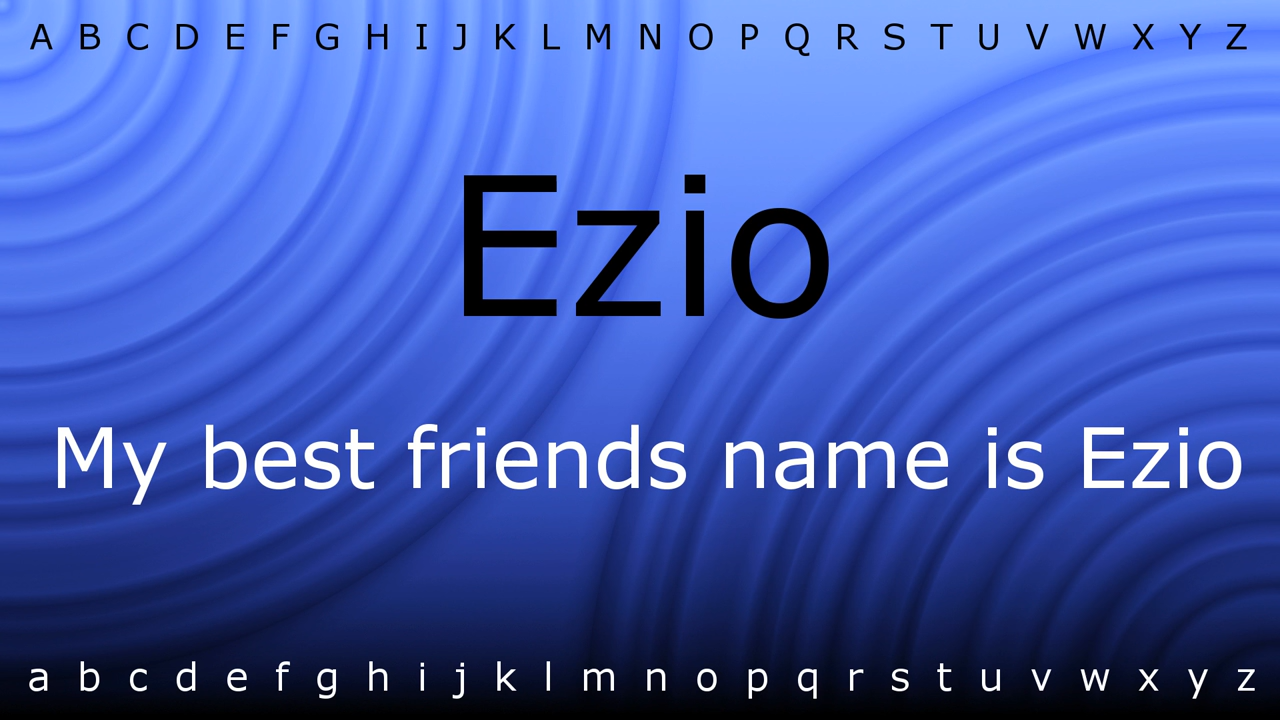 A B C D E F G H I J K L M N O P Q R S T U V W X Y Z
Ezio
My best friends name is Ezio
a b c d e f g h i j k l m n o p q r s t u v w x y z